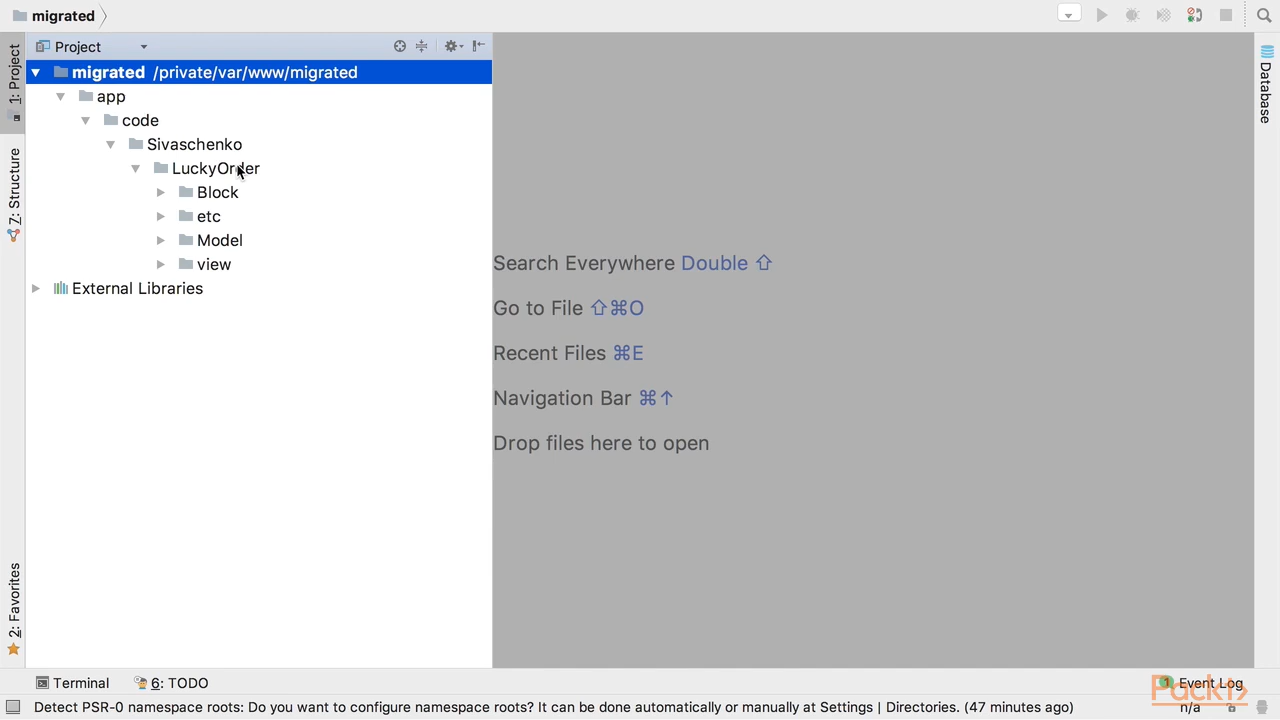 migrated
1: Project
Project
migrated /private/var/www/migrated
app
code
Sivaschenko
LuckyOrder
Block
etc
Model
view
External Libraries
7: Structure
2: Favorites
Database
Search Everywhere Double ⇧
Go to File ⇧⌘O
Recent Files ⌘E
Navigation Bar ⌘↑
Drop files here to open
Terminal
6: TODO
1 Event Log
Packt
Detect PSR-0 namespace roots: Do you want to configure namespace roots? It can be done automatically or manually at Settings | Directories. (47 minutes ago)
n/a